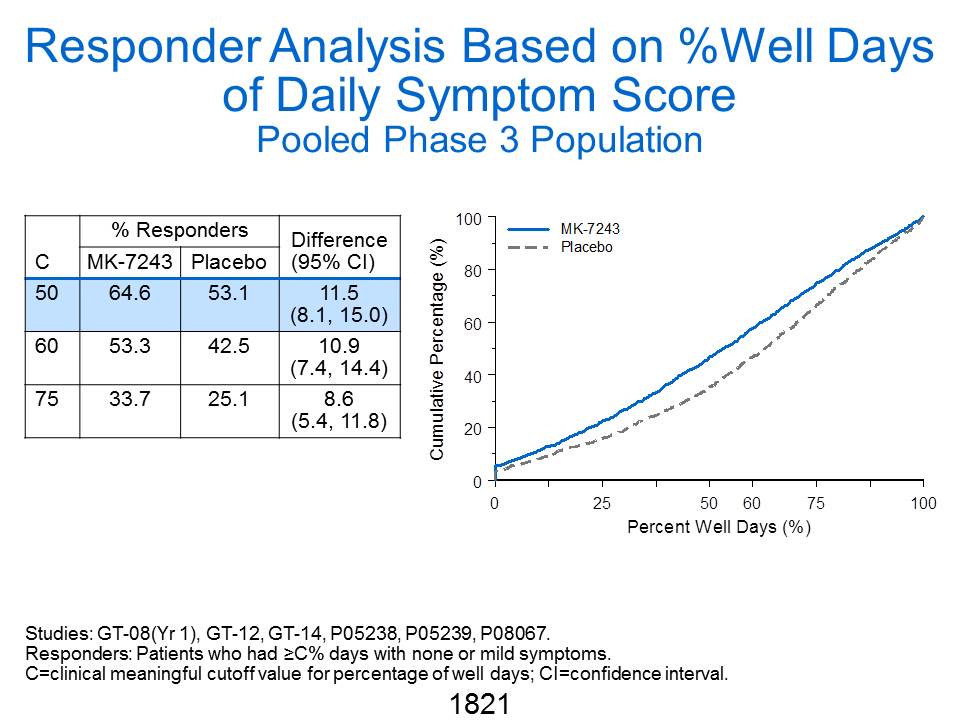 Responder Analysis Based on %Well Days
of Daily Symptom Score
Pooled Phase 3 Population
% Responders
Difference
(95% CI)
C MK-7243 Placebo
50 64.6 53.1 11.5
(8.1, 15.0)
60 53.3 42.5 10.9
(7.4, 14.4)
75 33.7 25.1 8.6
(5.4, 11.8)
Cumulative Percentage (%)
100
80
60
40
20
0
MK-7243
Placebo
0 25 50 60 75 100
Percent Well Days (%)
Studies: GT-08(Yr 1), GT-12, GT-14, P05238, P05239, P08067.
Responders: Patients who had ≥C% days with none or mild symptoms.
C=clinical meaningful cutoff value for percentage of well days; CI=confidence interval.
1821